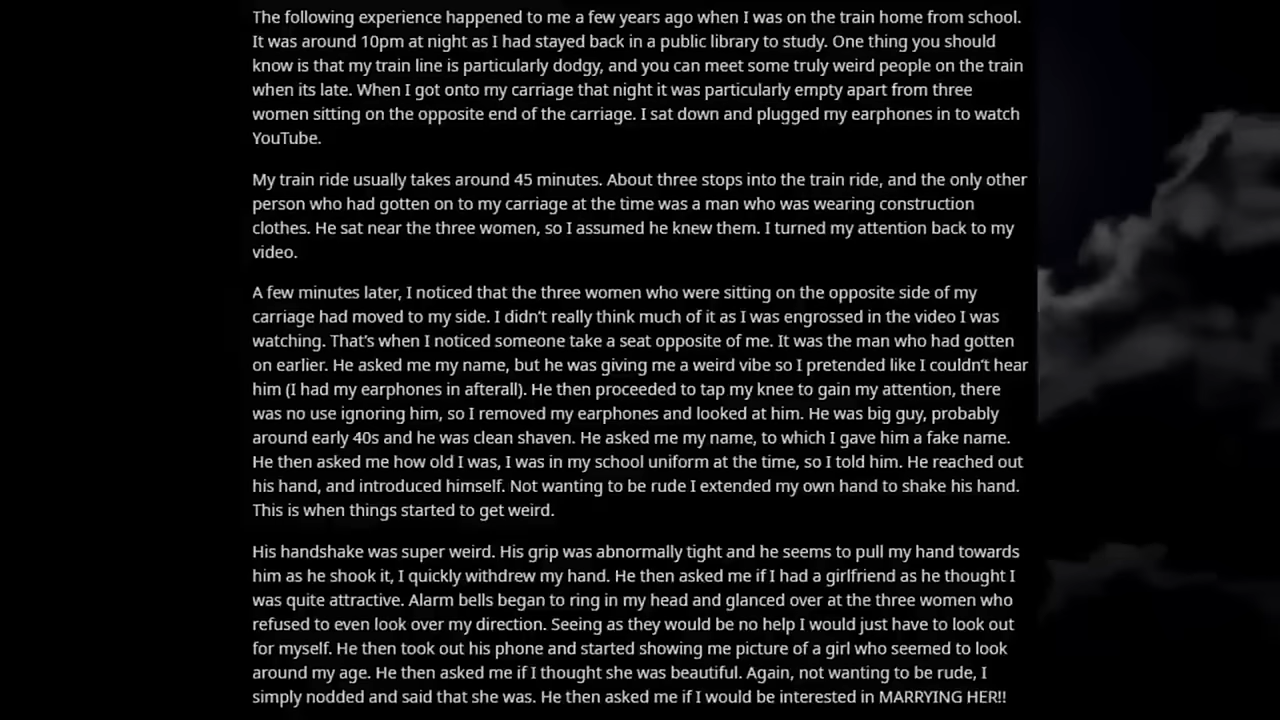 The following experience happened to me a few years ago when I was on the train home from school.
It was around 10pm at night as I had stayed back in a public library to study. One thing you should
know is that my train line is particularly dodgy, and you can meet some truly weird people on the train
when its late. When I got onto my carriage that night it was particularly empty apart from three
women sitting on the opposite end of the carriage. I sat down and plugged my earphones in to watch
YouTube.
My train ride usually takes around 45 minutes. About three stops into the train ride, and the only other
person who had gotten on to my carriage at the time was a man who was wearing construction
clothes. He sat near the three women, so I assumed he knew them. I turned my attention back to my
video.
A few minutes later, I noticed that the three women who were sitting on the opposite side of my
carriage had moved to my side. I didn't really think much of it as I was engrossed in the video I was
watching. That's when I noticed someone take a seat opposite of me. It was the man who had gotten
on earlier. He asked me my name, but he was giving me a weird vibe so I pretended like I couldn't hear
him (I had my earphones in afterall). He then proceeded to tap my knee to gain my attention, there
was no use ignoring him, so I removed my earphones and looked at him. He was big guy, probably
around early 40s and he was clean shaven. He asked me my name, to which I gave him a fake name.
He then asked me how old I was, I was in my school uniform at the time, so I told him. He reached out
his hand, and introduced himself. Not wanting to be rude I extended my own hand to shake his hand.
This is when things started to get weird.
His handshake was super weird. His grip was abnormally tight and he seems to pull my hand towards
him as he shook it, I quickly withdrew my hand. He then asked me if I had a girlfriend as he thought I
was quite attractive. Alarm bells began to ring in my head and glanced over at the three women who
refused to even look over my direction. Seeing as they would be no help I would just have to look out
for myself. He then took out his phone and started showing me picture of a girl who seemed to look
around my age. He then asked me if I thought she was beautiful. Again, not wanting to be rude, I
simply nodded and said that she was. He then asked me if I would be interested in MARRYING HER!!